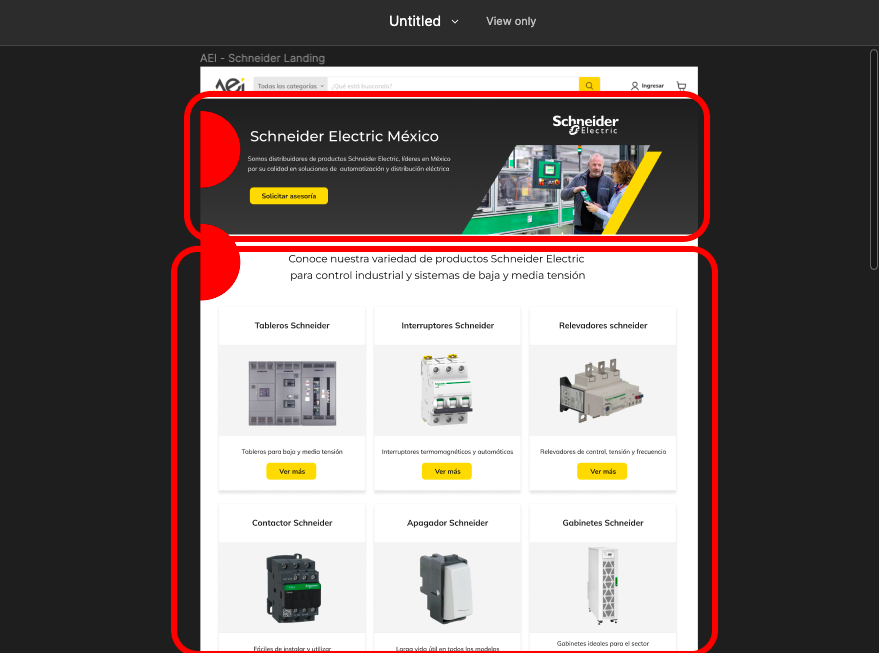 Untitled
View only
AEI - Schneider Landing
AEi
Todas las categorías
¿Qué está buscando?
Ingresar
Schneider Electric México
Somos distribuidores de productos Schneider Electric, líderes en México
por su calidad en soluciones de automatización y distribución eléctrica
Solicitar asesoría
Schneider
Electric
Conoce nuestra variedad de productos Schneider Electric
para control industrial y sistemas de baja y media tensión
Tableros Schneider
Interruptores Schneider
Relevadores schneider
Tableros para baja y media tensión
Interruptores termomagnéticos y automáticos
Relevadores de control, tensión y frecuencia
Ver más
Ver más
Ver más
Contactor Schneider
Apagador Schneider
Gabinetes Schneider
Fáciles de instalar y utilizar
Larga vida útil en todos los modelos
Gabinetes ideales para el sector